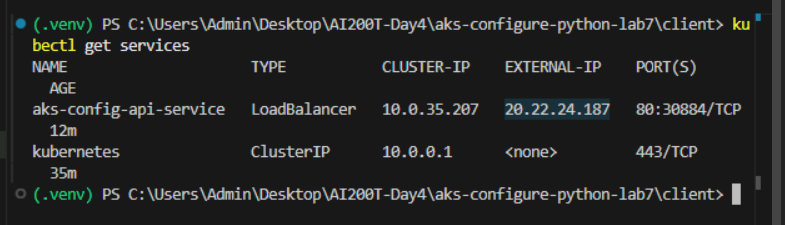 (.venv) PS C:\Users\Admin\Desktop\AI200T-Day4\aks-configure-python-lab7\client> ku
bectl get services
NAME TYPE CLUSTER-IP EXTERNAL-IP PORT(S)
AGE
aks-config-api-service LoadBalancer 10.0.35.207 20.22.24.187 80:30884/TCP
12m
kubernetes ClusterIP 10.0.0.1 <none> 443/TCP
35m
(.venv) PS C:\Users\Admin\Desktop\AI200T-Day4\aks-configure-python-lab7\client>